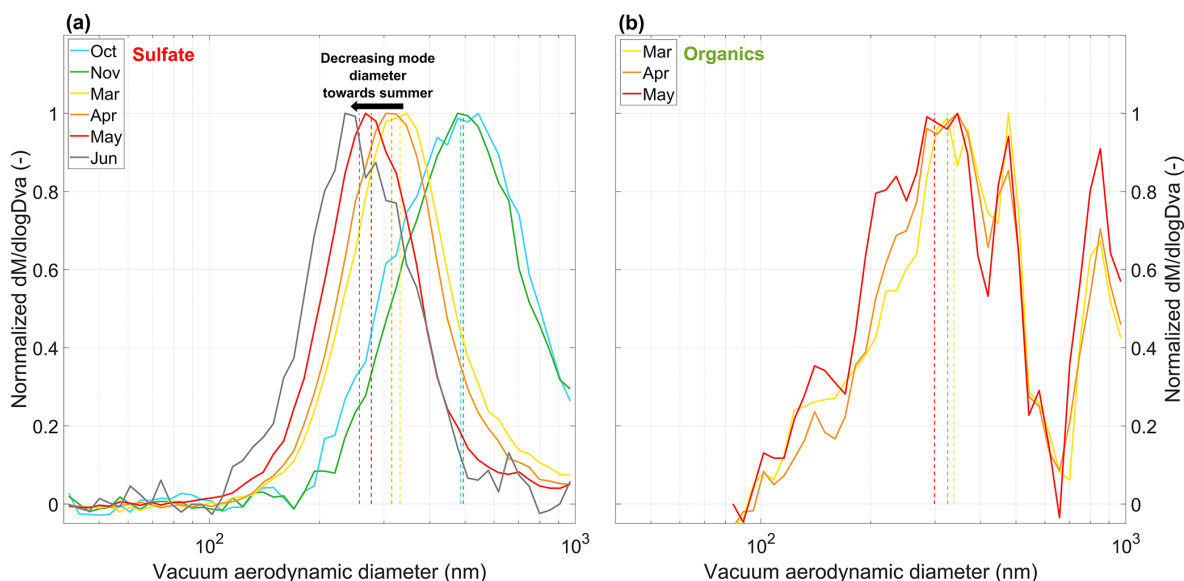 (a)
Oct
Nov
Mar
Apr
May
Jun
Sulfate
Decreasing mode
diameter
towards summer
Normalized dM/dlogDva (-)
1
0.8
0.6
0.4
0.2
0
10²
10³
Vacuum aerodynamic diameter (nm)
(b)
Mar
Apr
May
Organics
1
0.8
0.6
0.4
0.2
0
Normalized dM/dlogDva (-)
10²
10³
Vacuum aerodynamic diameter (nm)